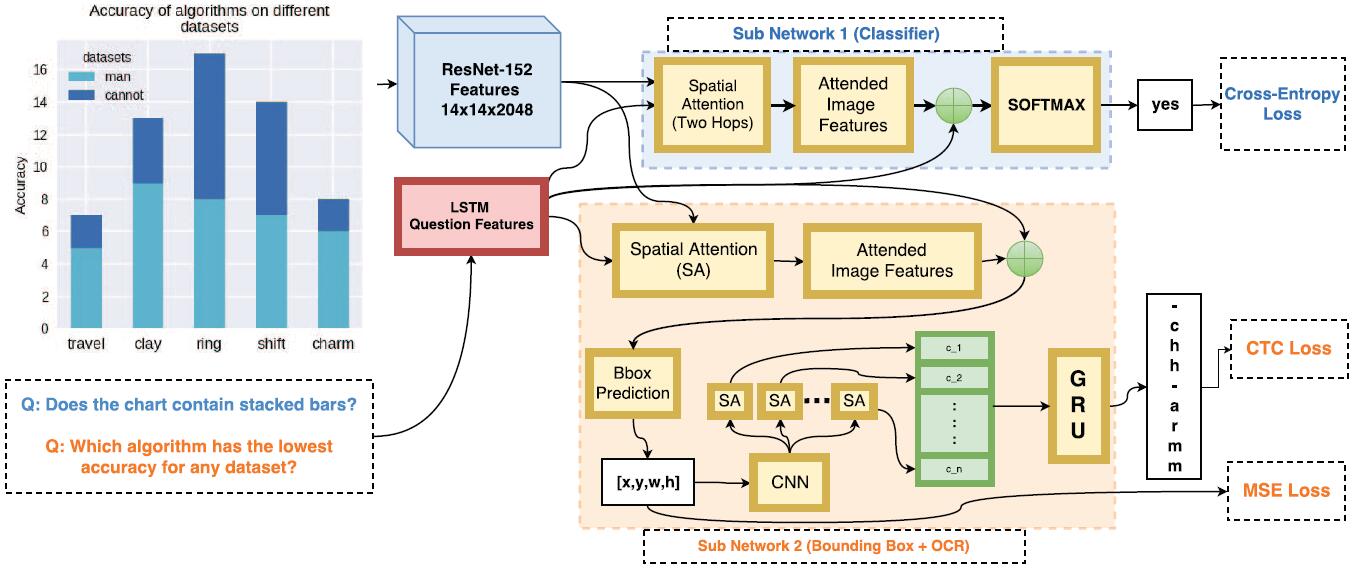 Accuracy of algorithms on different
datasets
datasets
man
cannot
Accuracy
16
14
12
10
8
6
4
2
0
travel clay ring shift charm
Q: Does the chart contain stacked bars?
Q: Which algorithm has the lowest
accuracy for any dataset?
ResNet-152
Features
14x14x2048
LSTM
Question Features
Sub Network 1 (Classifier)
Spatial
Attention
(Two Hops)
Attended
Image
Features
SOFTMAX
yes
Cross-Entropy
Loss
Spatial Attention
(SA)
Attended
Image Features
Bbox
Prediction
[x,y,w,h]
SA SA SA
CNN
c_1
c_2
:
:
c_n
G
R
U
-
c
h
h
-
a
r
m
m
CTC Loss
MSE Loss
Sub Network 2 (Bounding Box + OCR)